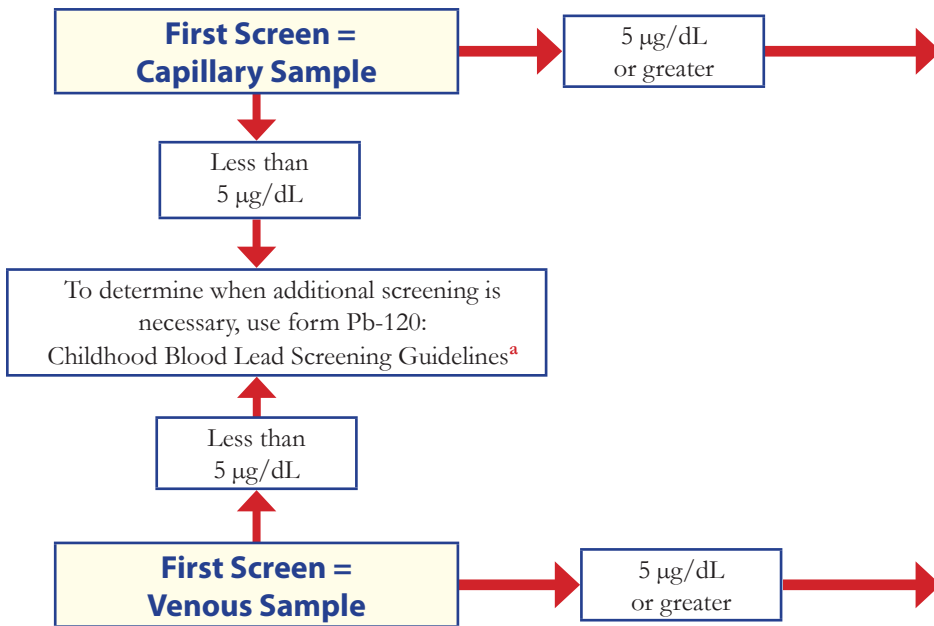 First Screen =
Capillary Sample
5 µg/dL
or greater
Less than
5 µg/dL
To determine when additional screening is
necessary, use form Pb-120:
Childhood Blood Lead Screening Guidelinesᵃ
Less than
5 µg/dL
First Screen =
Venous Sample
5 µg/dL
or greater